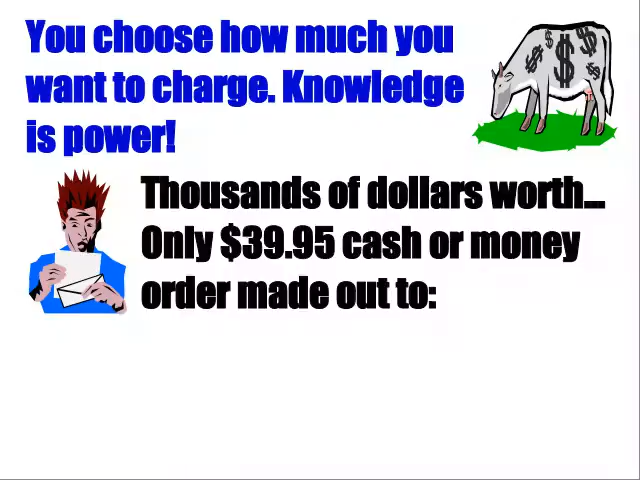 You choose how much you
want to charge. Knowledge
is power!
Thousands of dollars worth...
Only $39.95 cash or money
order made out to: